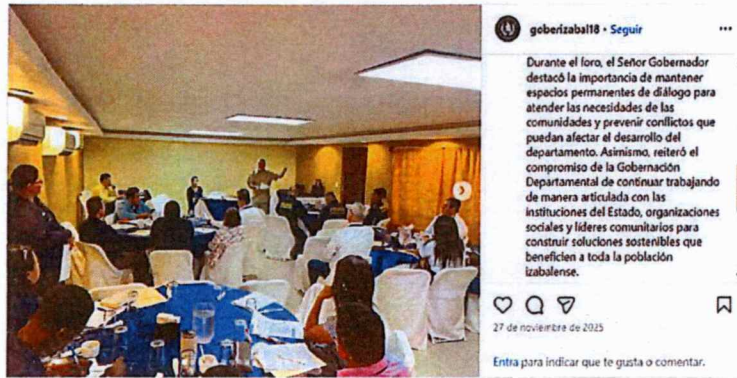 goberizabal18 • Seguir
Durante el foro, el Señor Gobernador
destacó la importancia de mantener
espacios permanentes de diálogo para
atender las necesidades de las
comunidades y prevenir conflictos que
puedan afectar el desarrollo del
departamento. Asimismo, reiteró el
compromiso de la Gobernación
Departamental de continuar trabajando
de manera articulada con las
instituciones del Estado, organizaciones
sociales y líderes comunitarios para
construir soluciones sostenibles que
beneficien a toda la población
izabalense.
27 de noviembre de 2025
Entra para indicar que te gusta o comentar.